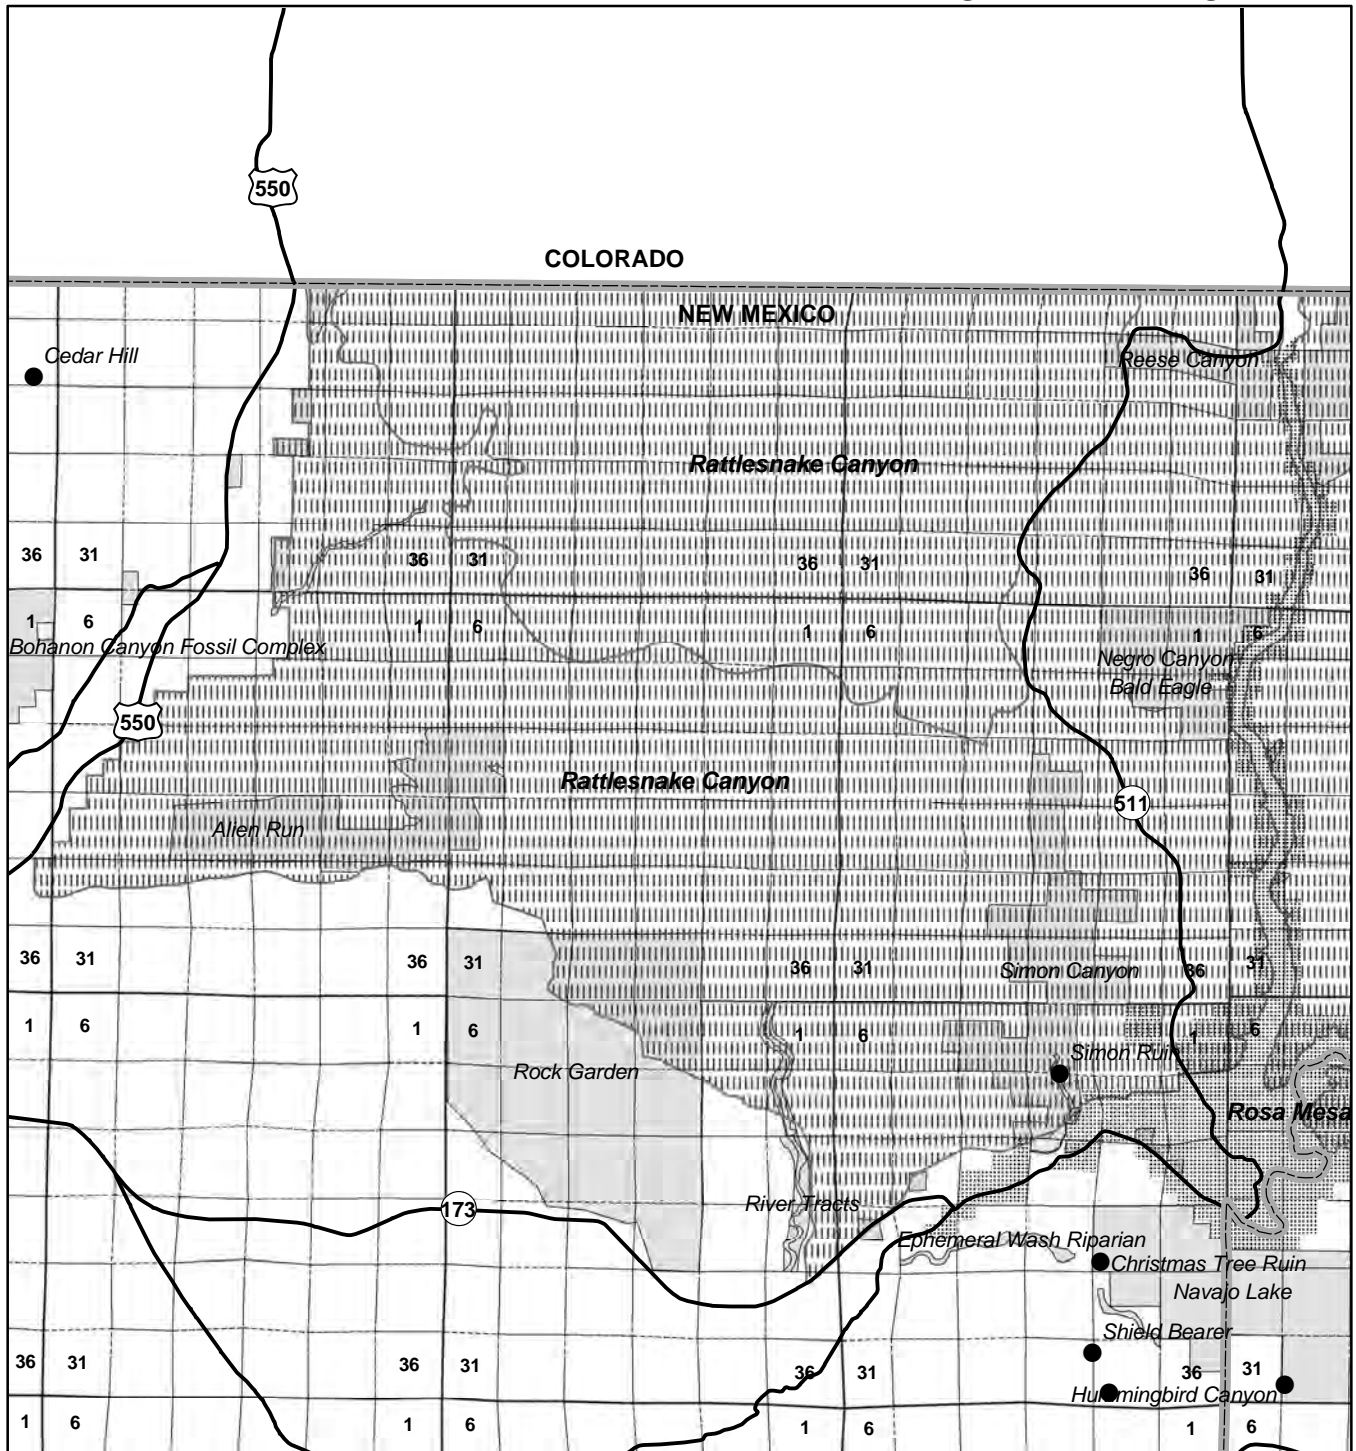 550
COLORADO
NEW MEXICO
Cedar Hill
Reese Canyon
Rattlesnake Canyon
36 31 36 31 36 31 36 31
1 6 1 6 1 6 1 6
Bohanon Canyon Fossil Complex
Negro Canyon
Bald Eagle
550
Rattlesnake Canyon
511
Alien Run
36 31 36 31 36 31 36 31
Simon Canyon
1 6 1 6 1 6 1 6
Simon Ruin
Rock Garden
Rosa Mesa
173
River Tracts
Ephemeral Wash Riparian
Christmas Tree Ruin
Navajo Lake
Shield Bearer
36 31 36 31 36 31 36 31
Hummingbird Canyon
1 6 1 6 1 6 1 6